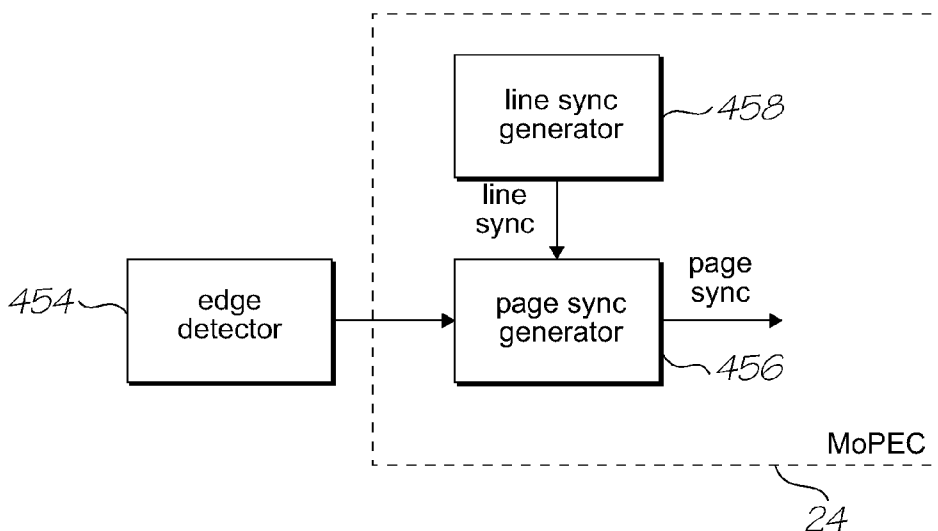 line sync
generator
458
line
sync
454
edge
detector
page sync
generator
page
sync
456
MoPEC
24